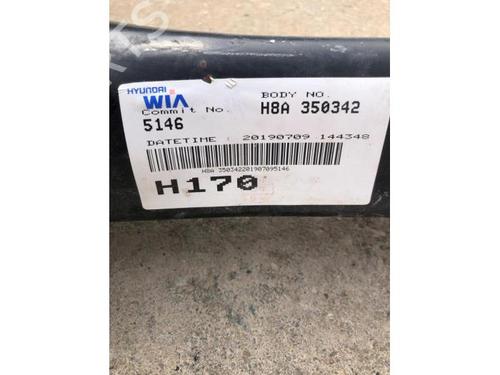 HYUNDAI
WIA
BODY NO.
Commit No.
H8A 350342
5146
DATETIME : 20190709 144348
H8A 350342201907095146
H170